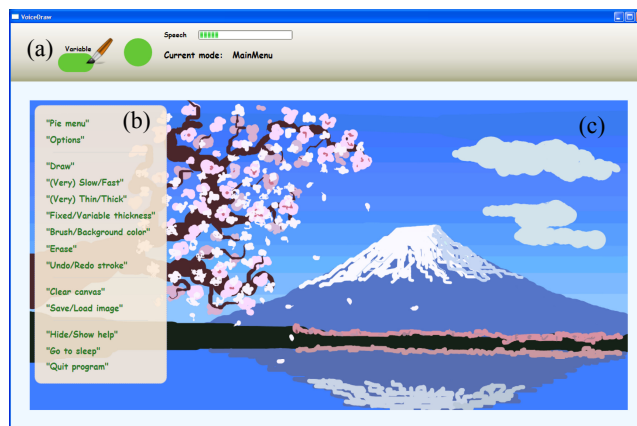 VoiceDraw
(a)
Variable
Speech
Current mode: MainMenu
(b)
"Pie menu"
"Options"
"Draw"
"(Very) Slow/Fast"
"(Very) Thin/Thick"
"Fixed/Variable thickness"
"Brush/Background color"
"Erase"
"Undo/Redo stroke"
"Clear canvas"
"Save/Load image"
"Hide/Show help"
"Go to sleep"
"Quit program"
(c)